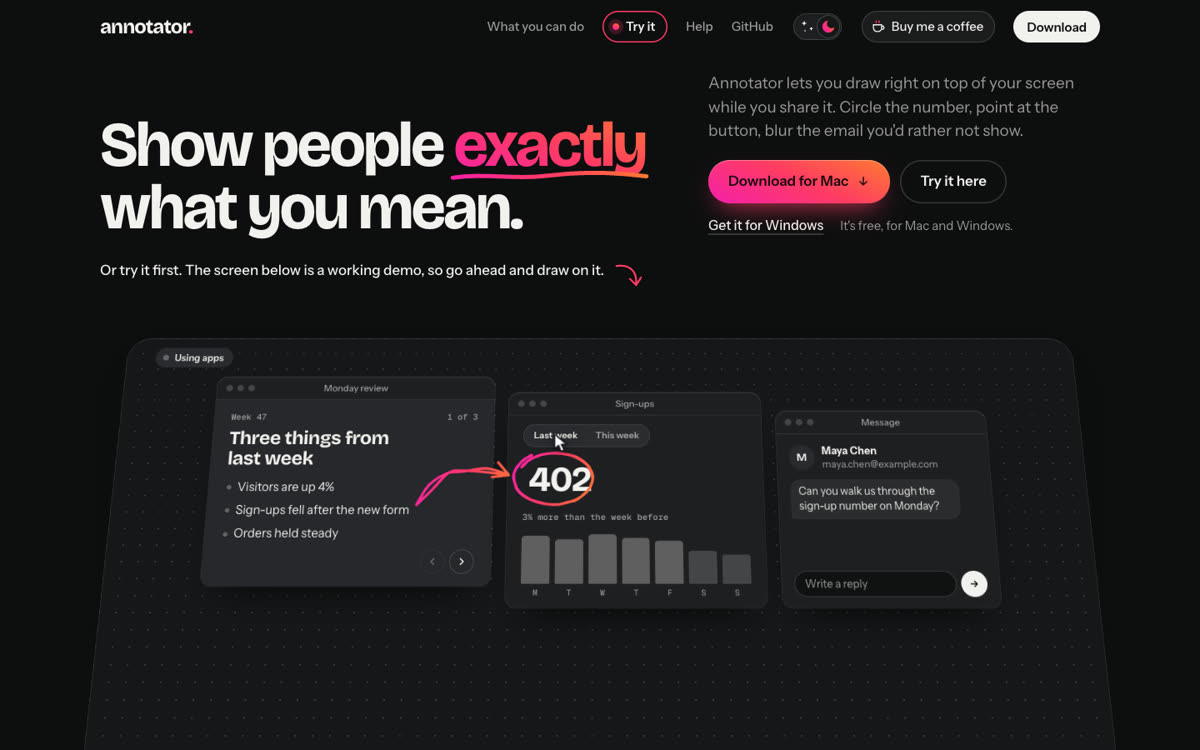 annotator.
What you can do
Try it
Help
GitHub
Buy me a coffee
Download
Show people exactly
what you mean.
Or try it first. The screen below is a working demo, so go ahead and draw on it.
Annotator lets you draw right on top of your screen
while you share it. Circle the number, point at the
button, blur the email you'd rather not show.
Download for Mac ↓
Try it here
Get it for Windows
It's free, for Mac and Windows.
Using apps
Monday review
Week 47
1 of 3
Three things from
last week
Visitors are up 4%
Sign-ups fell after the new form
Orders held steady
Sign-ups
Last week
This week
402
3% more than the week before
M T W T F S S
Message
M
Maya Chen
maya.chen@example.com
Can you walk us through the
sign-up number on Monday?
Write a reply